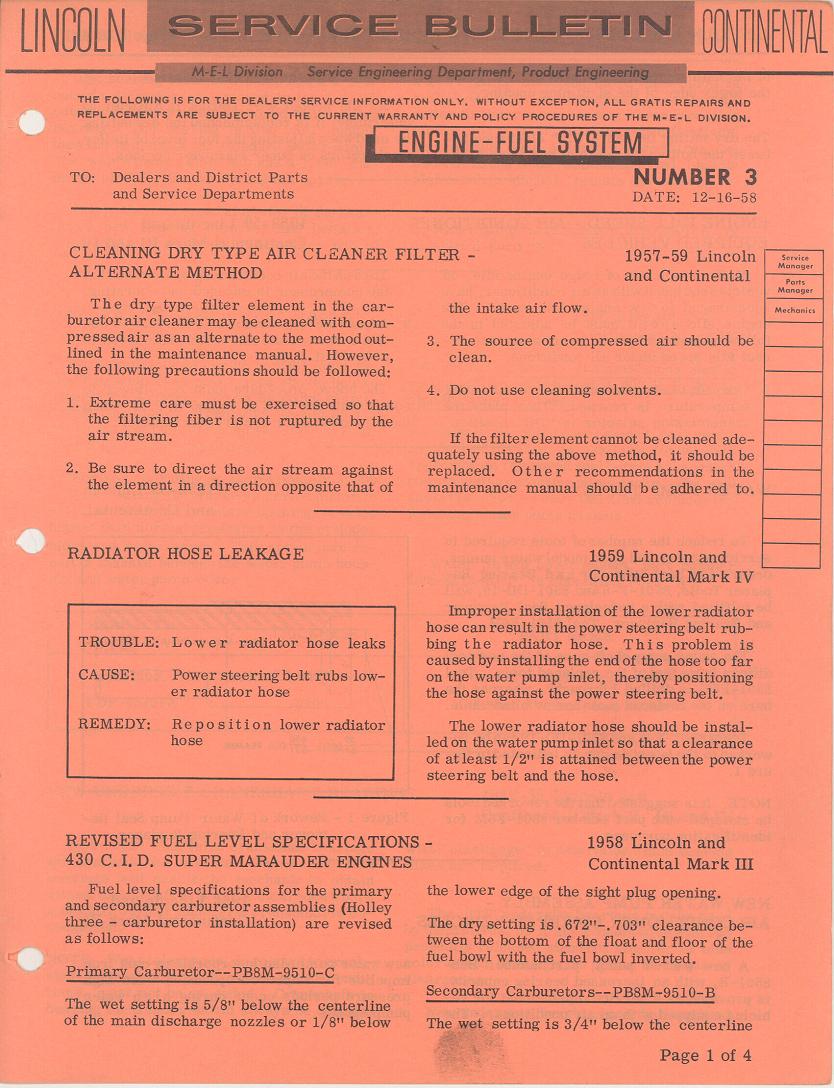 LINCOLN SERVICE BULLETIN CONTINENTAL
M-E-L Division Service Engineering Department, Product Engineering
THE FOLLOWING IS FOR THE DEALERS' SERVICE INFORMATION ONLY. WITHOUT EXCEPTION, ALL GRATIS REPAIRS AND
REPLACEMENTS ARE SUBJECT TO THE CURRENT WARRANTY AND POLICY PROCEDURES OF THE M-E-L DIVISION.
ENGINE-FUEL SYSTEM
TO: Dealers and District Parts
and Service Departments
NUMBER 3
DATE: 12-16-58
Service
Manager
Parts
Manager
Mechanics
CLEANING DRY TYPE AIR CLEANER FILTER -
ALTERNATE METHOD
1957-59 Lincoln
and Continental
The dry type filter element in the car-
buretor air cleaner may be cleaned with com-
pressed air as an alternate to the method out-
lined in the maintenance manual. However,
the following precautions should be followed:
1. Extreme care must be exercised so that
the filtering fiber is not ruptured by the
air stream.
2. Be sure to direct the air stream against
the element in a direction opposite that of
the intake air flow.
3. The source of compressed air should be
clean.
4. Do not use cleaning solvents.
If the filter element cannot be cleaned ade-
quately using the above method, it should be
replaced. Other recommendations in the
maintenance manual should be adhered to.
RADIATOR HOSE LEAKAGE
1959 Lincoln and
Continental Mark IV
TROUBLE: Lower radiator hose leaks
CAUSE: Power steering belt rubs low-
er radiator hose
REMEDY: Reposition lower radiator
hose
Improper installation of the lower radiator
hose can result in the power steering belt rub-
bing the radiator hose. This problem is
caused by installing the end of the hose too far
on the water pump inlet, thereby positioning
the hose against the power steering belt.
The lower radiator hose should be instal-
led on the water pump inlet so that a clearance
of at least 1/2" is attained between the power
steering belt and the hose.
REVISED FUEL LEVEL SPECIFICATIONS -
430 C.I.D. SUPER MARAUDER ENGINES
1958 Lincoln and
Continental Mark III
Fuel level specifications for the primary
and secondary carburetor assemblies (Holley
three - carburetor installation) are revised
as follows:
Primary Carburetor--PB8M-9510-C
The wet setting is 5/8" below the centerline
of the main discharge nozzles or 1/8" below
the lower edge of the sight plug opening.
The dry setting is .672"-.703" clearance be-
tween the bottom of the float and floor of the
fuel bowl with the fuel bowl inverted.
Secondary Carburetors--PB8M-9510-B
The wet setting is 3/4" below the centerline
Page 1 of 4